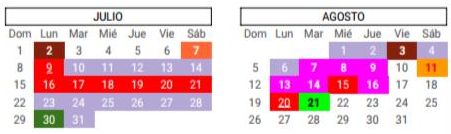 JULIO
Dom Lun Mar Mié Jue Vie Sáb
1 2 3 4 5 6 7
8 9 10 11 12 13 14
15 16 17 18 19 20 21
22 23 24 25 26 27 28
29 30 31
AGOSTO
Dom Lun Mar Mié Jue Vie Sáb
1 2 3 4
5 6 7 8 9 10 11
12 13 14 15 16 17 18
19 20 21 22 23 24 25
26 27 28 29 30 31